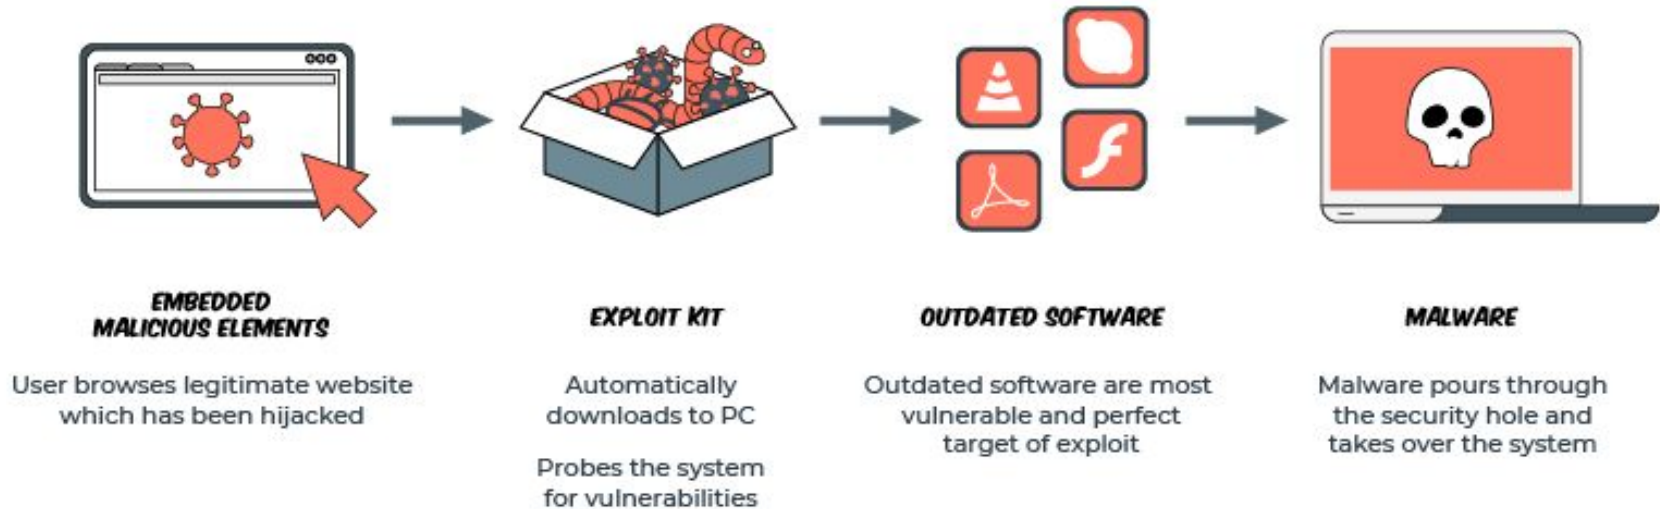 EMBEDDED
MALICIOUS ELEMENTS
User browses legitimate website
which has been hijacked
EXPLOIT KIT
Automatically
downloads to PC
Probes the system
for vulnerabilities
OUTDATED SOFTWARE
Outdated software are most
vulnerable and perfect
target of exploit
MALWARE
Malware pours through
the security hole and
takes over the system